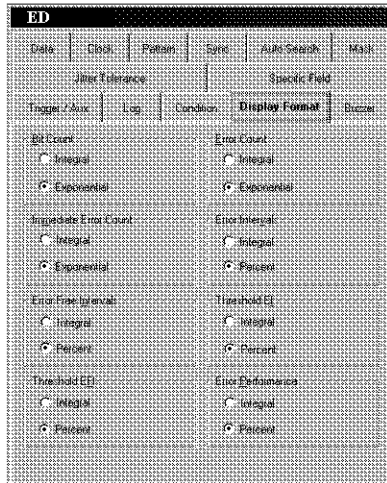 ED
Data Clock Pattern Sync Auto Search Mask
Jitter Tolerance Specific Field
Trigger / Aux Log Condition Display Format Buzzer
Bit Count Error Count
Integral Integral
Exponential Exponential
Immediate Error Count Error Interval
Integral Integral
Exponential Percent
Error Free Interval Threshold EI
Integral Integral
Percent Percent
Threshold EFI Error Performance
Integral Integral
Percent Percent